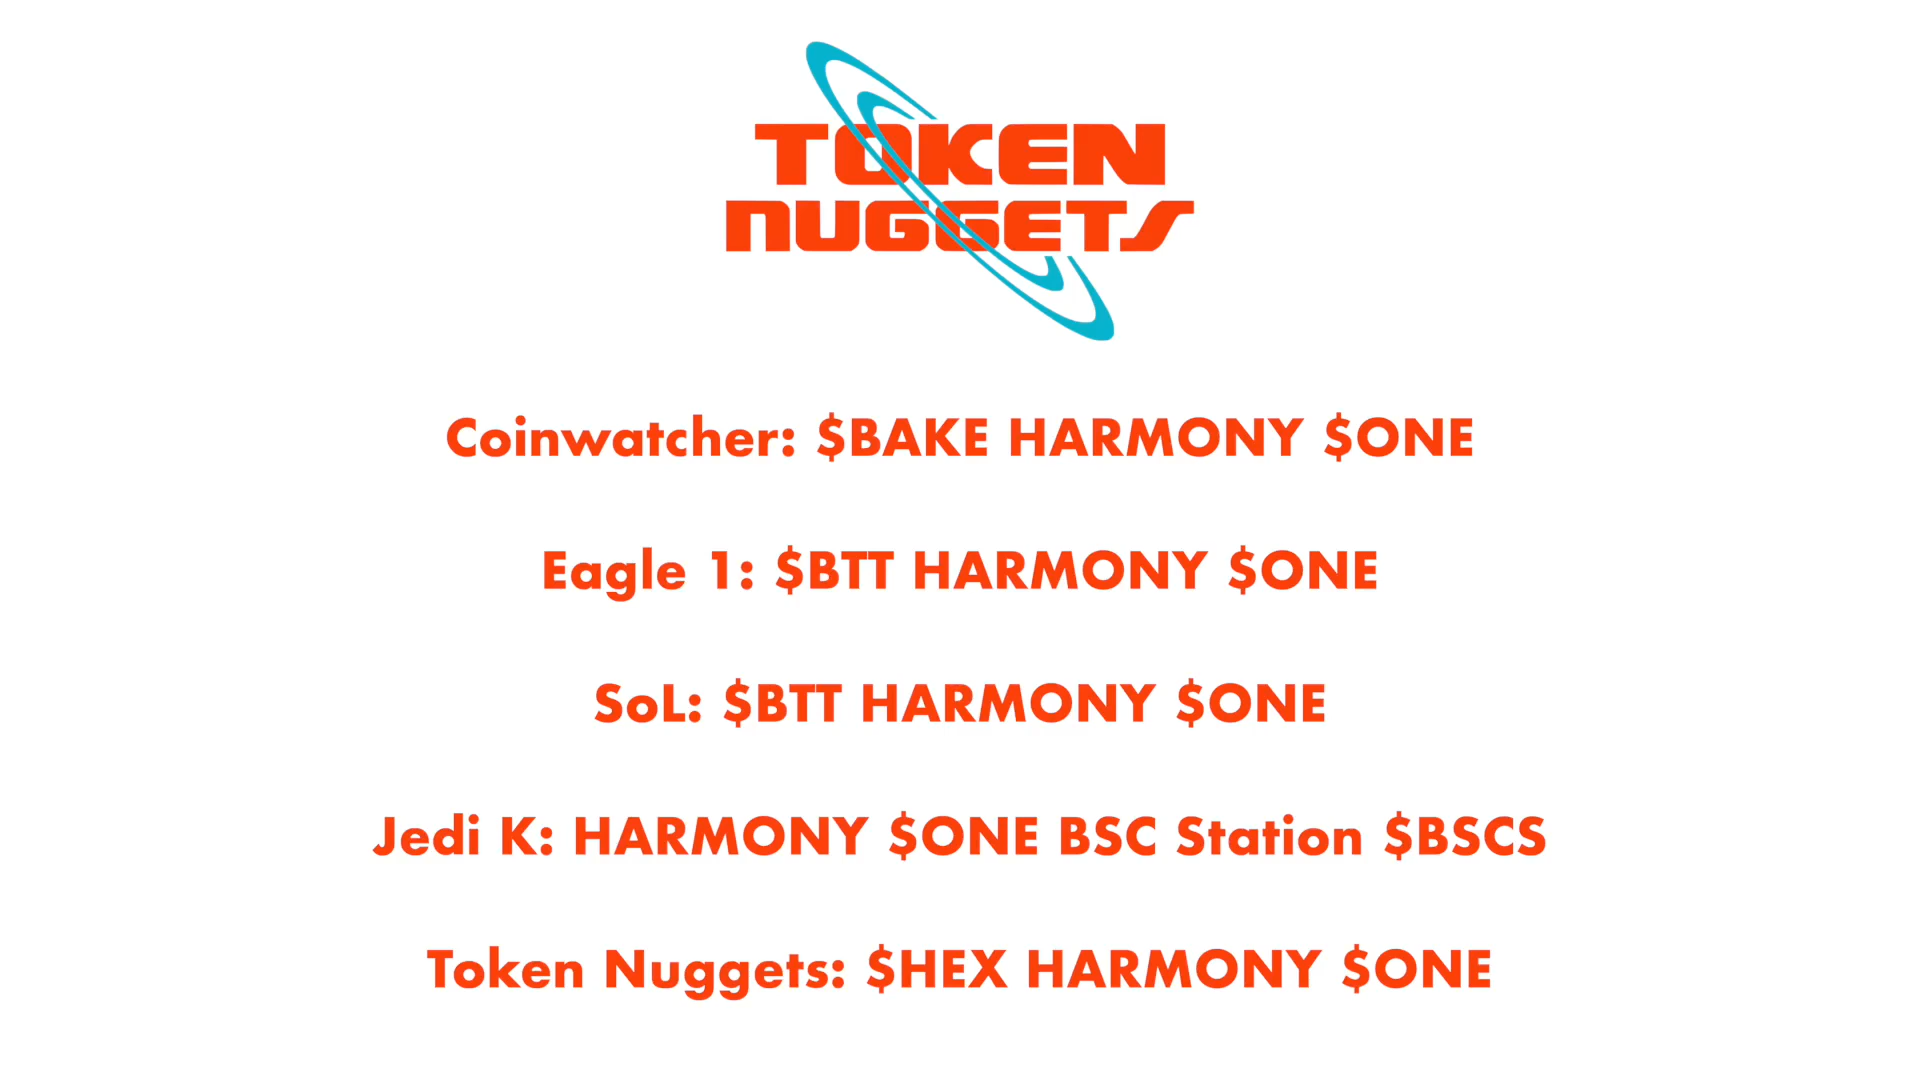 TOKEN
NUGGETS
Coinwatcher: $BAKE HARMONY $ONE
Eagle 1: $BTT HARMONY $ONE
SoL: $BTT HARMONY $ONE
Jedi K: HARMONY $ONE BSC Station $BSCS
Token Nuggets: $HEX HARMONY $ONE